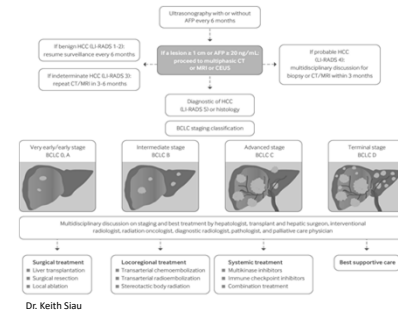 Ultrasonography with or without
AFP every 6 months
If benign HCC (LI-RADS 1-2):
resume surveillance every 6 months
If indeterminate HCC (LI-RADS 3):
repeat CT/MRI in 3-6 months
If a lesion ≥ 1 cm or AFP ≥ 20 ng/mL:
proceed to multiphasic CT
or MRI or CEUS
If probable HCC
(LI-RADS 4):
multidisciplinary discussion for
biopsy or CT/MRI within 3 months
Diagnostic of HCC
(LI-RADS 5) or histology
BCLC staging classification
Very early/early stage
BCLC 0, A
Intermediate stage
BCLC B
Advanced stage
BCLC C
Terminal stage
BCLC D
Multidisciplinary discussion on staging and best treatment by hepatologist, transplant and hepatic surgeon, interventional
radiologist, radiation oncologist, diagnostic radiologist, pathologist, and palliative care physician
Surgical treatment
Liver transplantation
Surgical resection
Local ablation
Locoregional treatment
Transarterial chemoembolization
Transarterial radioembolization
Stereotactic body radiation
Systemic treatment
Multikinase inhibitors
Immune checkpoint inhibitors
Combination treatment
Best supportive care
Dr. Keith Siau